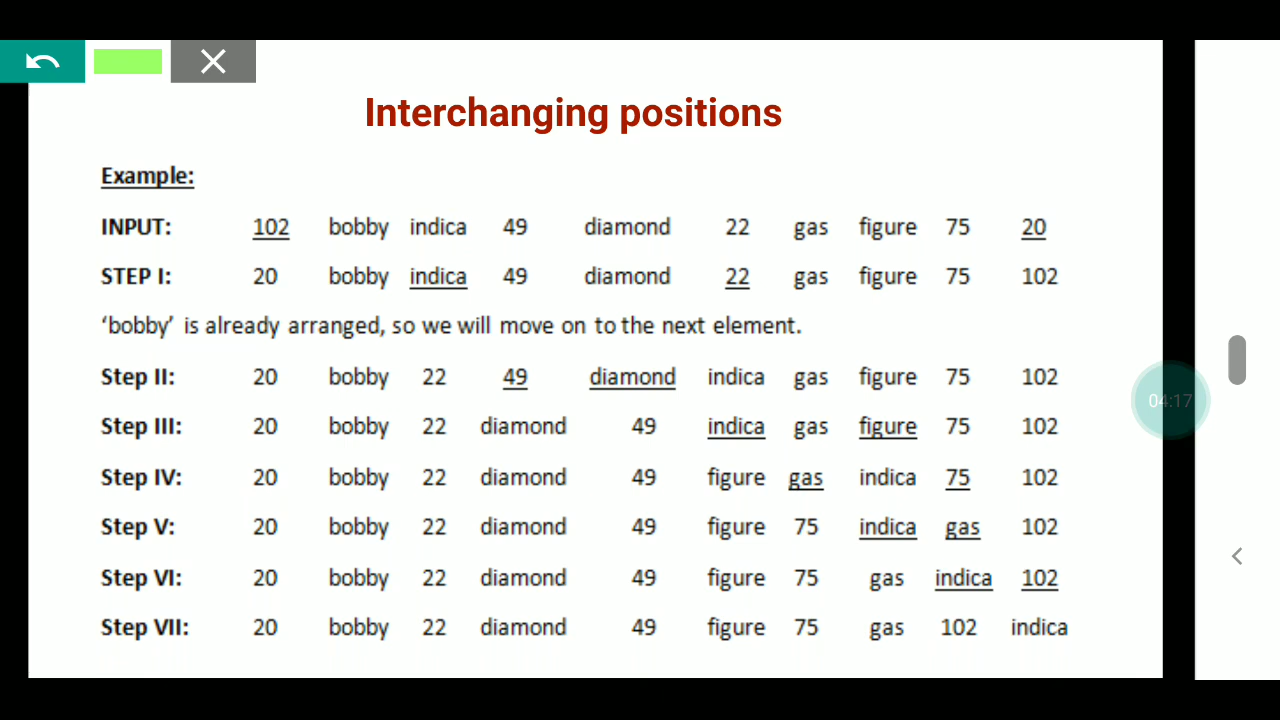 Interchanging positions
Example:
INPUT: 102 bobby indica 49 diamond 22 gas figure 75 20
STEP I: 20 bobby indica 49 diamond 22 gas figure 75 102
‘bobby’ is already arranged, so we will move on to the next element.
Step II: 20 bobby 22 49 diamond indica gas figure 75 102
Step III: 20 bobby 22 diamond 49 indica gas figure 75 102
Step IV: 20 bobby 22 diamond 49 figure gas indica 75 102
Step V: 20 bobby 22 diamond 49 figure 75 indica gas 102
Step VI: 20 bobby 22 diamond 49 figure 75 gas indica 102
Step VII: 20 bobby 22 diamond 49 figure 75 gas 102 indica
04:17